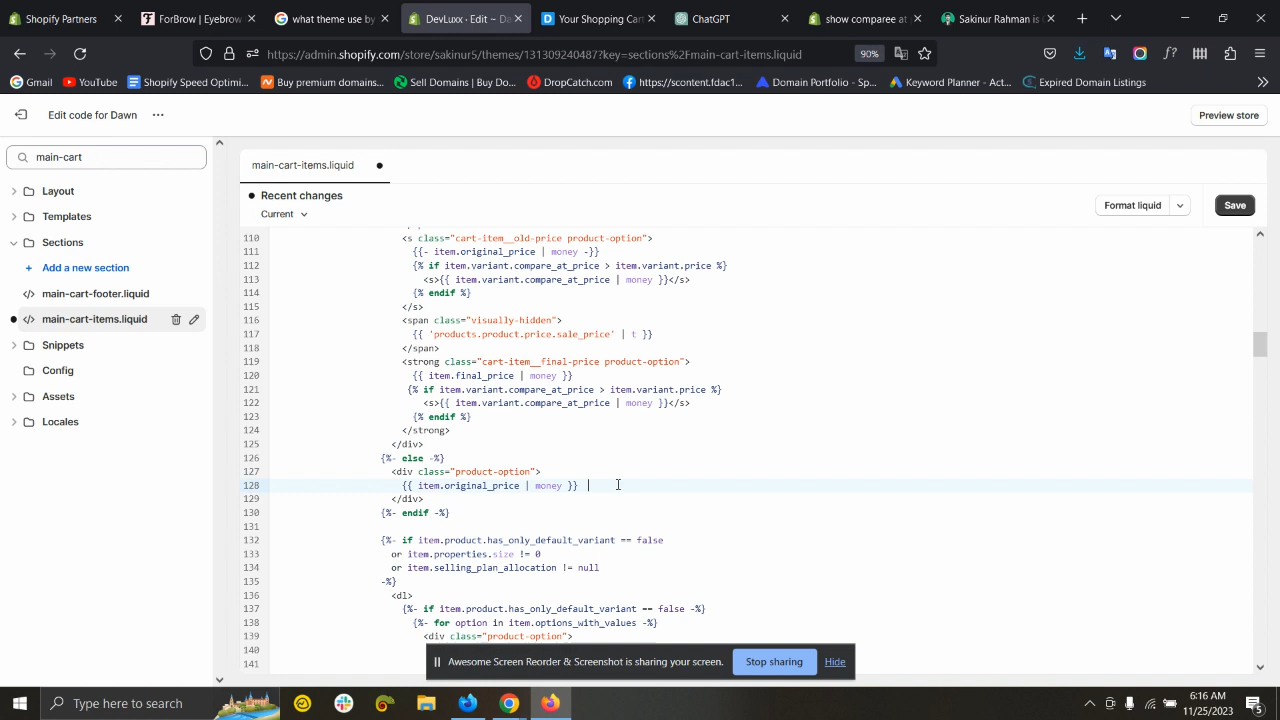 Shopify Partners
ForBrow | Eyebrow
what theme use by
DevLuxx · Edit ~ Da
Your Shopping Cart
ChatGPT
show comparee at
Sakinur Rahman is
https://admin.shopify.com/store/sakinur5/themes/131309240487?key=sections%2Fmain-cart-items.liquid
90%
Gmail
YouTube
Shopify Speed Optimi...
Buy premium domains...
Sell Domains | Buy Do...
DropCatch.com
https://scontent.fdac1...
Domain Portfolio - Sp...
Keyword Planner - Act...
Expired Domain Listings
Edit code for Dawn
Preview store
main-cart
Layout
Templates
Sections
Add a new section
main-cart-footer.liquid
main-cart-items.liquid
Snippets
Config
Assets
Locales
main-cart-items.liquid
Recent changes
Current
Format liquid
Save
110 <s class="cart-item__old-price product-option">
111 {{- item.original_price | money -}}
112 {% if item.variant.compare_at_price > item.variant.price %}
113 <s>{{ item.variant.compare_at_price | money }}</s>
114 {% endif %}
115 </s>
116 <span class="visually-hidden">
117 {{ 'products.product.price.sale_price' | t }}
118 </span>
119 <strong class="cart-item__final-price product-option">
120 {{ item.final_price | money }}
121 {% if item.variant.compare_at_price > item.variant.price %}
122 <s>{{ item.variant.compare_at_price | money }}</s>
123 {% endif %}
124 </strong>
125 </div>
126 {%- else -%}
127 <div class="product-option">
128 {{ item.original_price | money }}
129 </div>
130 {%- endif -%}
131
132 {%- if item.product.has_only_default_variant == false
133 or item.properties.size != 0
134 or item.selling_plan_allocation != null
135 -%}
136 <dl>
137 {%- if item.product.has_only_default_variant == false -%}
138 {%- for option in item.options_with_values -%}
139 <div class="product-option">
140
141
Awesome Screen Reorder & Screenshot is sharing your screen.
Stop sharing
Hide
Type here to search
6:16 AM
11/25/2023
5